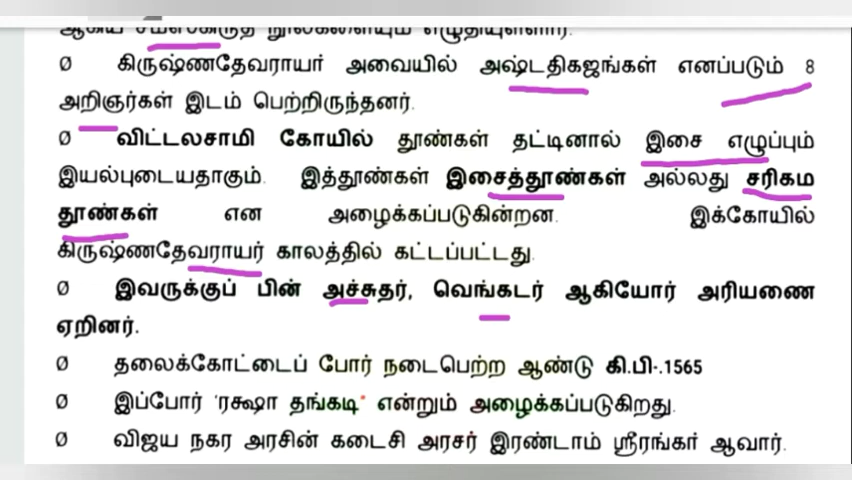 ஆகிய சமஸ்கிருத நூல்களையும் எழுதியுள்ளார்.
Ø கிருஷ்ணதேவராயர் அவையில் அஷ்டதிகஜங்கள் எனப்படும் 8
அறிஞர்கள் இடம் பெற்றிருந்தனர்.
Ø விட்டலசாமி கோயில் தூண்கள் தட்டினால் இசை எழுப்பும்
இயல்புடையதாகும். இத்தூண்கள் இசைத்தூண்கள் அல்லது சரிகம
தூண்கள் என அழைக்கப்படுகின்றன. இக்கோயில்
கிருஷ்ணதேவராயர் காலத்தில் கட்டப்பட்டது.
Ø இவருக்குப் பின் அச்சுதர், வெங்கடர் ஆகியோர் அரியணை
ஏறினர்.
Ø தலைக்கோட்டைப் போர் நடைபெற்ற ஆண்டு கி.பி-.1565
Ø இப்போர் 'ரக்ஷா தங்கடி' என்றும் அழைக்கப்படுகிறது.
Ø விஜய நகர அரசின் கடைசி அரசர் இரண்டாம் ஸ்ரீரங்கர் ஆவார்.